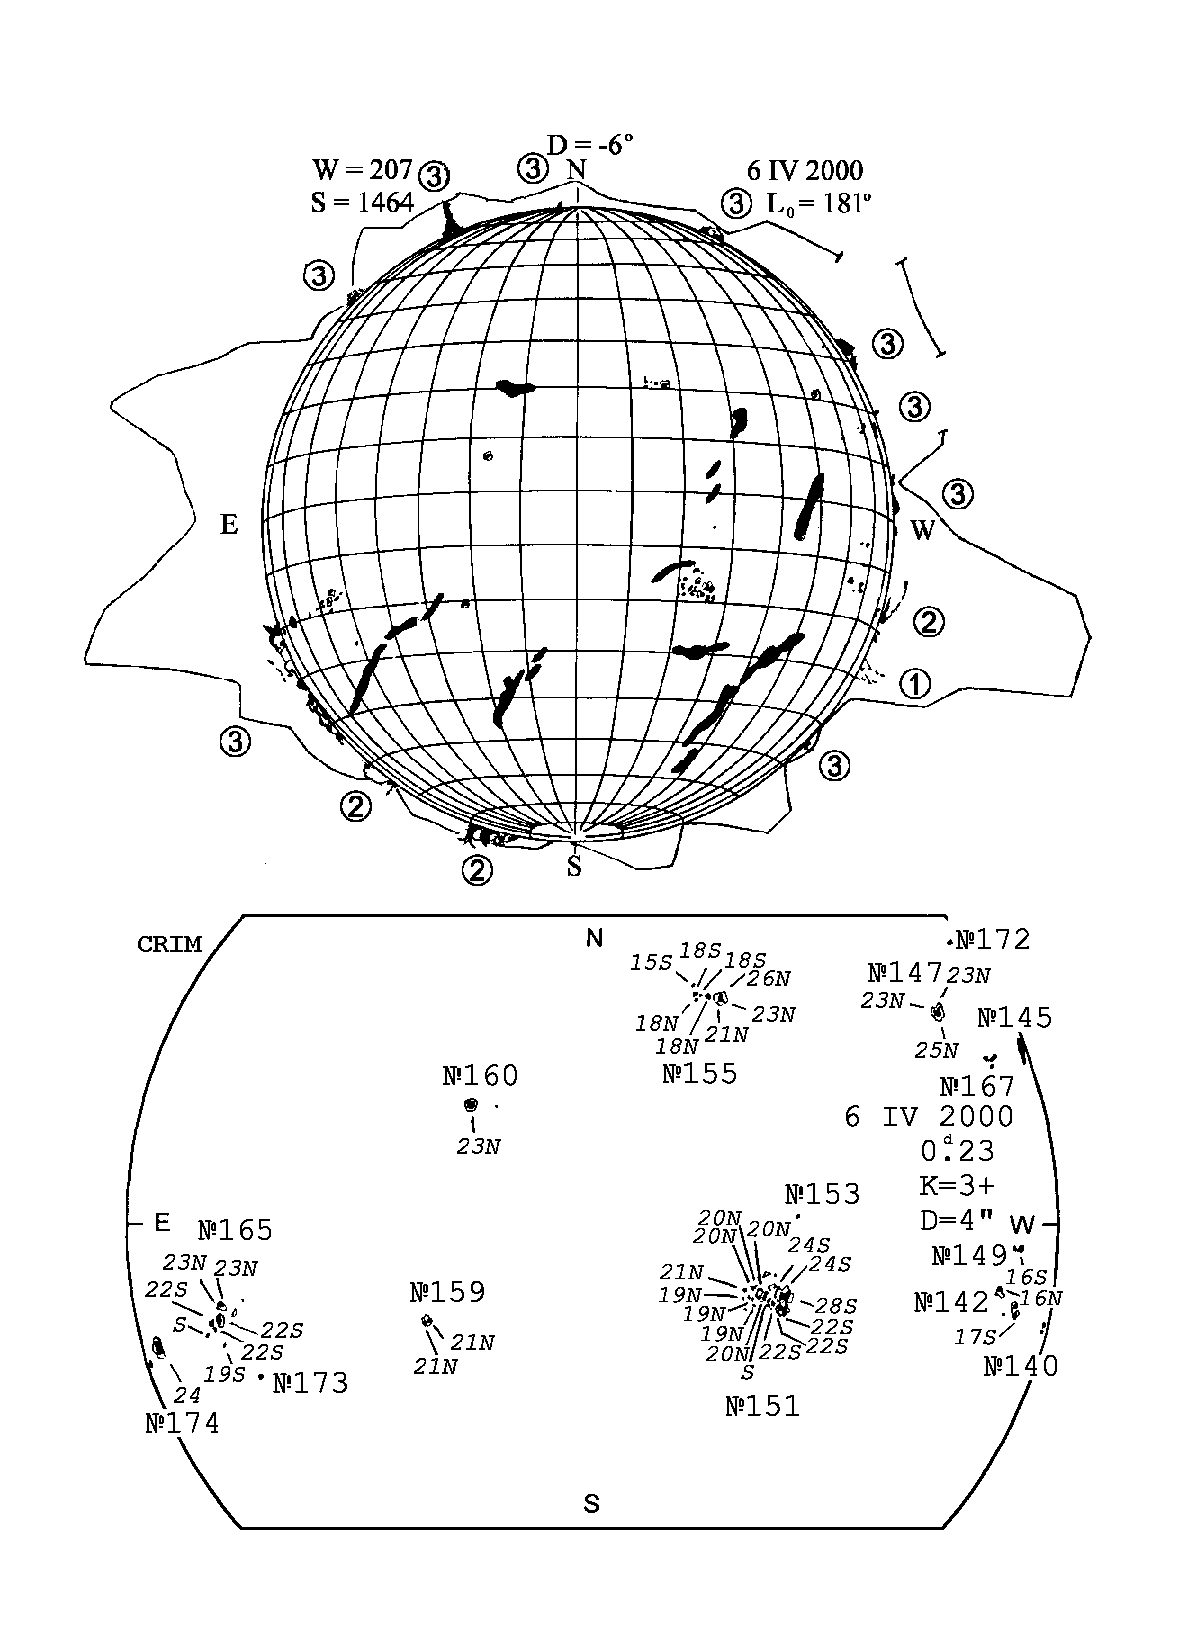 D = -6°
W = 207 ③ ③ N 6 IV 2000
S = 1464 ③ L₀ = 181°
③
③
③
③
E W
②
①
③
③
②
②
S
CRIM N №172
15S 18S 18S 26N №147 23N
23N
18N 18N 21N 23N №145
25N
№155
№160 №167
23N
6 IV 2000
0ᵈ.23
K=3+
№153
D=4"
E №165 20N 20N 20N W
24S №149
23N 23N 24S 16S
22S №159 21N №142 16N
19N 28S
S 22S 19N 22S 17S
22S 21N 19N 22S
21N 20N 22S №140
19S №173 S
24
№151
№174
S